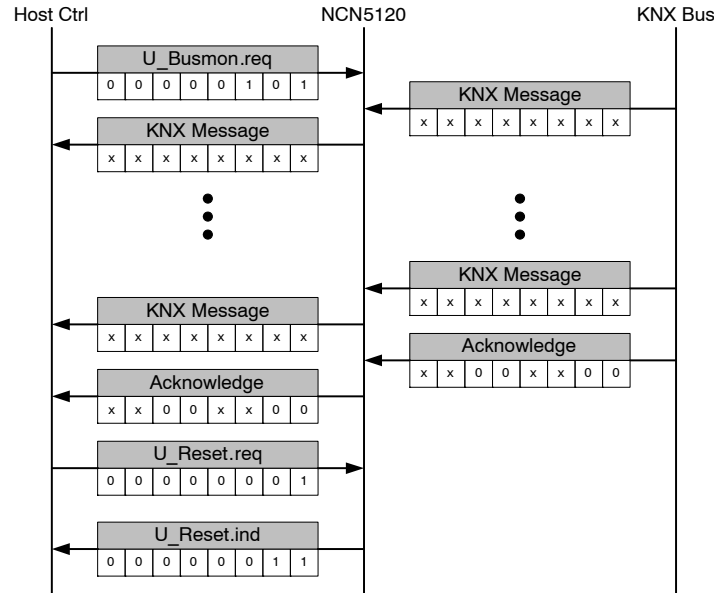 Host Ctrl NCN5120 KNX Bus
U_Busmon.req
0 0 0 0 0 1 0 1
KNX Message
x x x x x x x x
KNX Message
x x x x x x x x
KNX Message
x x x x x x x x
KNX Message
x x x x x x x x
Acknowledge
x x 0 0 x x 0 0
Acknowledge
x x 0 0 x x 0 0
U_Reset.req
0 0 0 0 0 0 0 1
U_Reset.ind
0 0 0 0 0 0 1 1